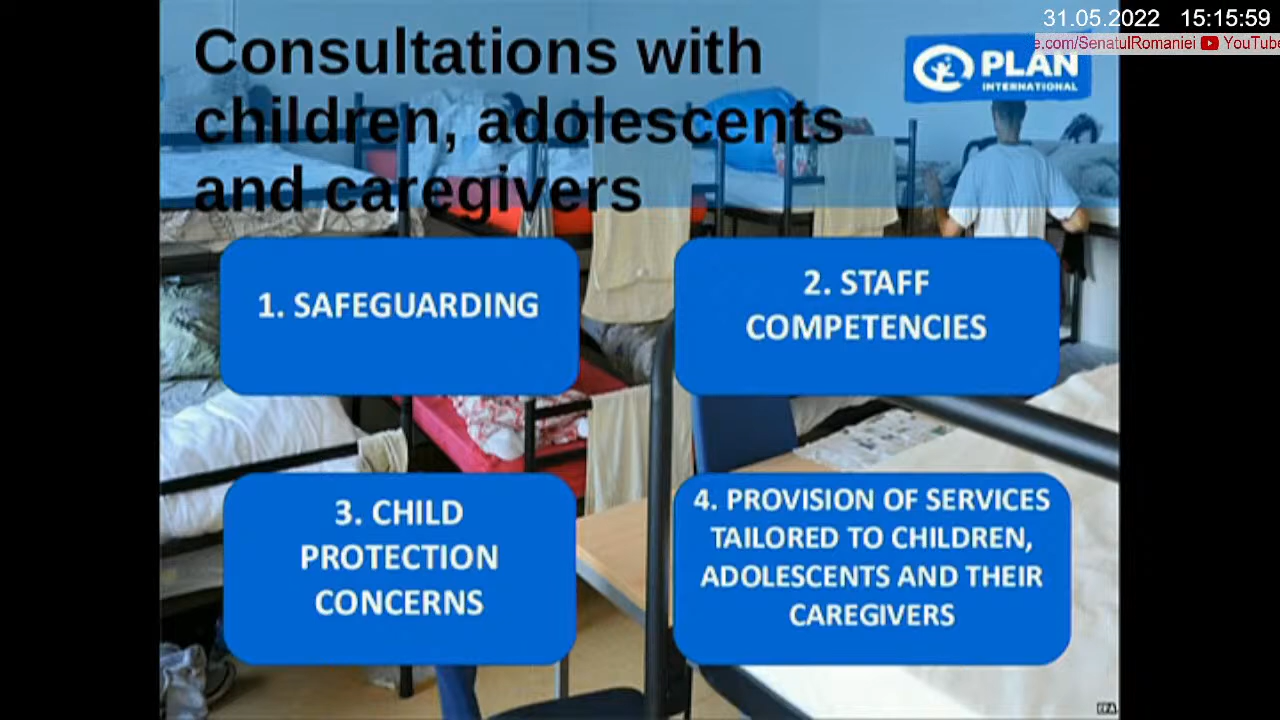 31.05.2022 15:15:59
e.com/SenatulRomaniei YouTube
Consultations with
children, adolescents
and caregivers
PLAN
INTERNATIONAL
1. SAFEGUARDING
2. STAFF
COMPETENCIES
3. CHILD
PROTECTION
CONCERNS
4. PROVISION OF SERVICES
TAILORED TO CHILDREN,
ADOLESCENTS AND THEIR
CAREGIVERS
EPA